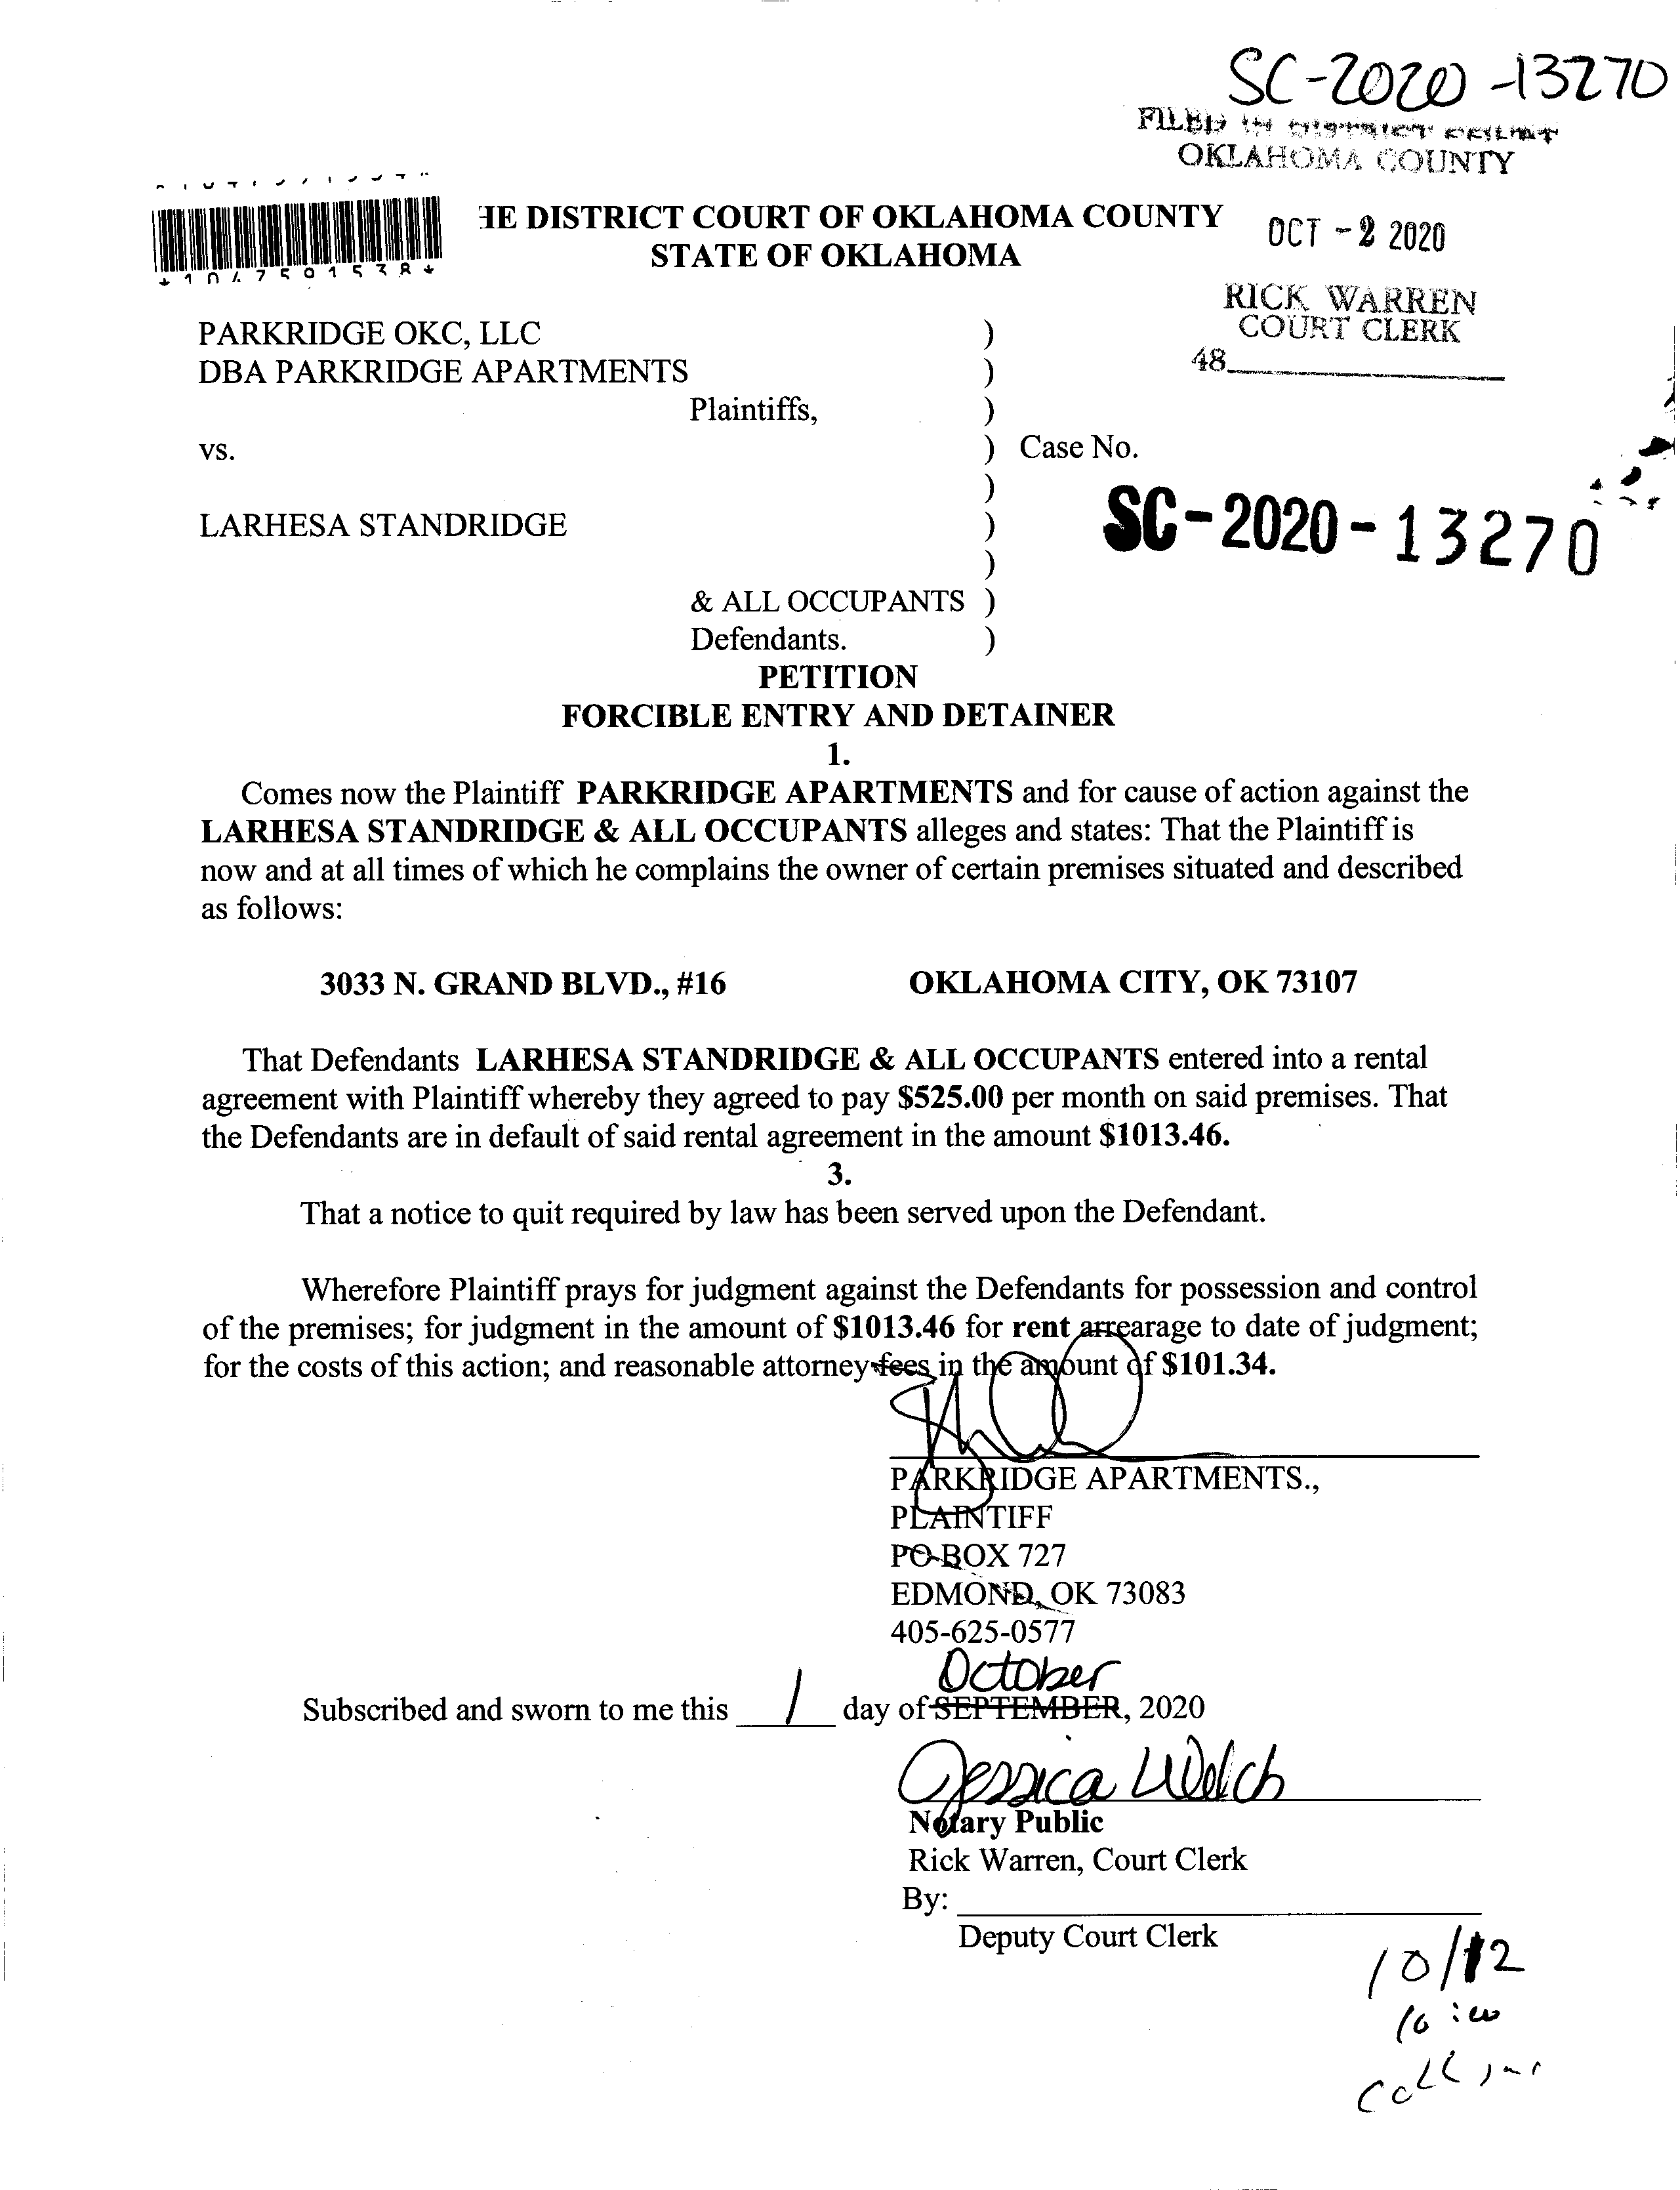 SC-2020-13270
FILED IN DISTRICT COURT
OKLAHOMA COUNTY
*1047501538*
HE DISTRICT COURT OF OKLAHOMA COUNTY
STATE OF OKLAHOMA
OCT -2 2020
RICK WARREN
COURT CLERK
48
PARKRIDGE OKC, LLC )
DBA PARKRIDGE APARTMENTS )
Plaintiffs, )
vs. ) Case No.
)
LARHESA STANDRIDGE ) SC-2020-13270
)
& ALL OCCUPANTS )
Defendants. )
PETITION
FORCIBLE ENTRY AND DETAINER
1.
Comes now the Plaintiff PARKRIDGE APARTMENTS and for cause of action against the
LARHESA STANDRIDGE & ALL OCCUPANTS alleges and states: That the Plaintiff is
now and at all times of which he complains the owner of certain premises situated and described
as follows:
3033 N. GRAND BLVD., #16 OKLAHOMA CITY, OK 73107
That Defendants LARHESA STANDRIDGE & ALL OCCUPANTS entered into a rental
agreement with Plaintiff whereby they agreed to pay $525.00 per month on said premises. That
the Defendants are in default of said rental agreement in the amount $1013.46.
3.
That a notice to quit required by law has been served upon the Defendant.
Wherefore Plaintiff prays for judgment against the Defendants for possession and control
of the premises; for judgment in the amount of $1013.46 for rent arrearage to date of judgment;
for the costs of this action; and reasonable attorney fees in the amount of $101.34.
PARKRIDGE APARTMENTS.,
PLAINTIFF
PO BOX 727
EDMOND, OK 73083
405-625-0577
October
Subscribed and sworn to me this 1 day of SEPTEMBER, 2020
Jessica Welch
Notary Public
Rick Warren, Court Clerk
By:
Deputy Court Clerk
10/12